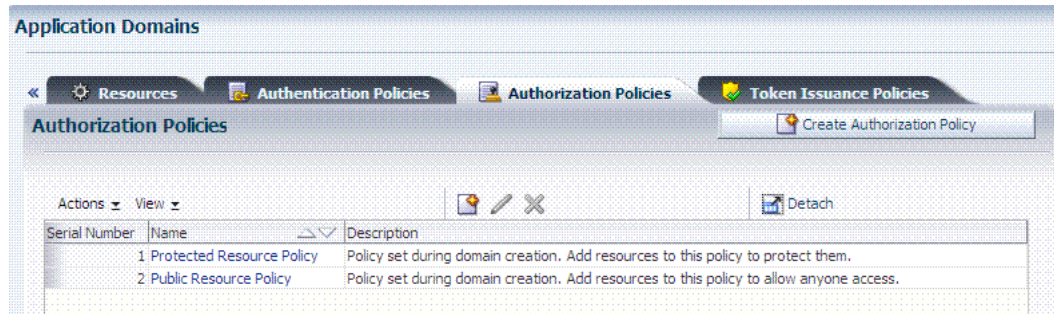 Application Domains
« Resources Authentication Policies Authorization Policies Token Issuance Policies
Authorization Policies Create Authorization Policy
Actions View Detach
Serial Number Name Description
1 Protected Resource Policy Policy set during domain creation. Add resources to this policy to protect them.
2 Public Resource Policy Policy set during domain creation. Add resources to this policy to allow anyone access.